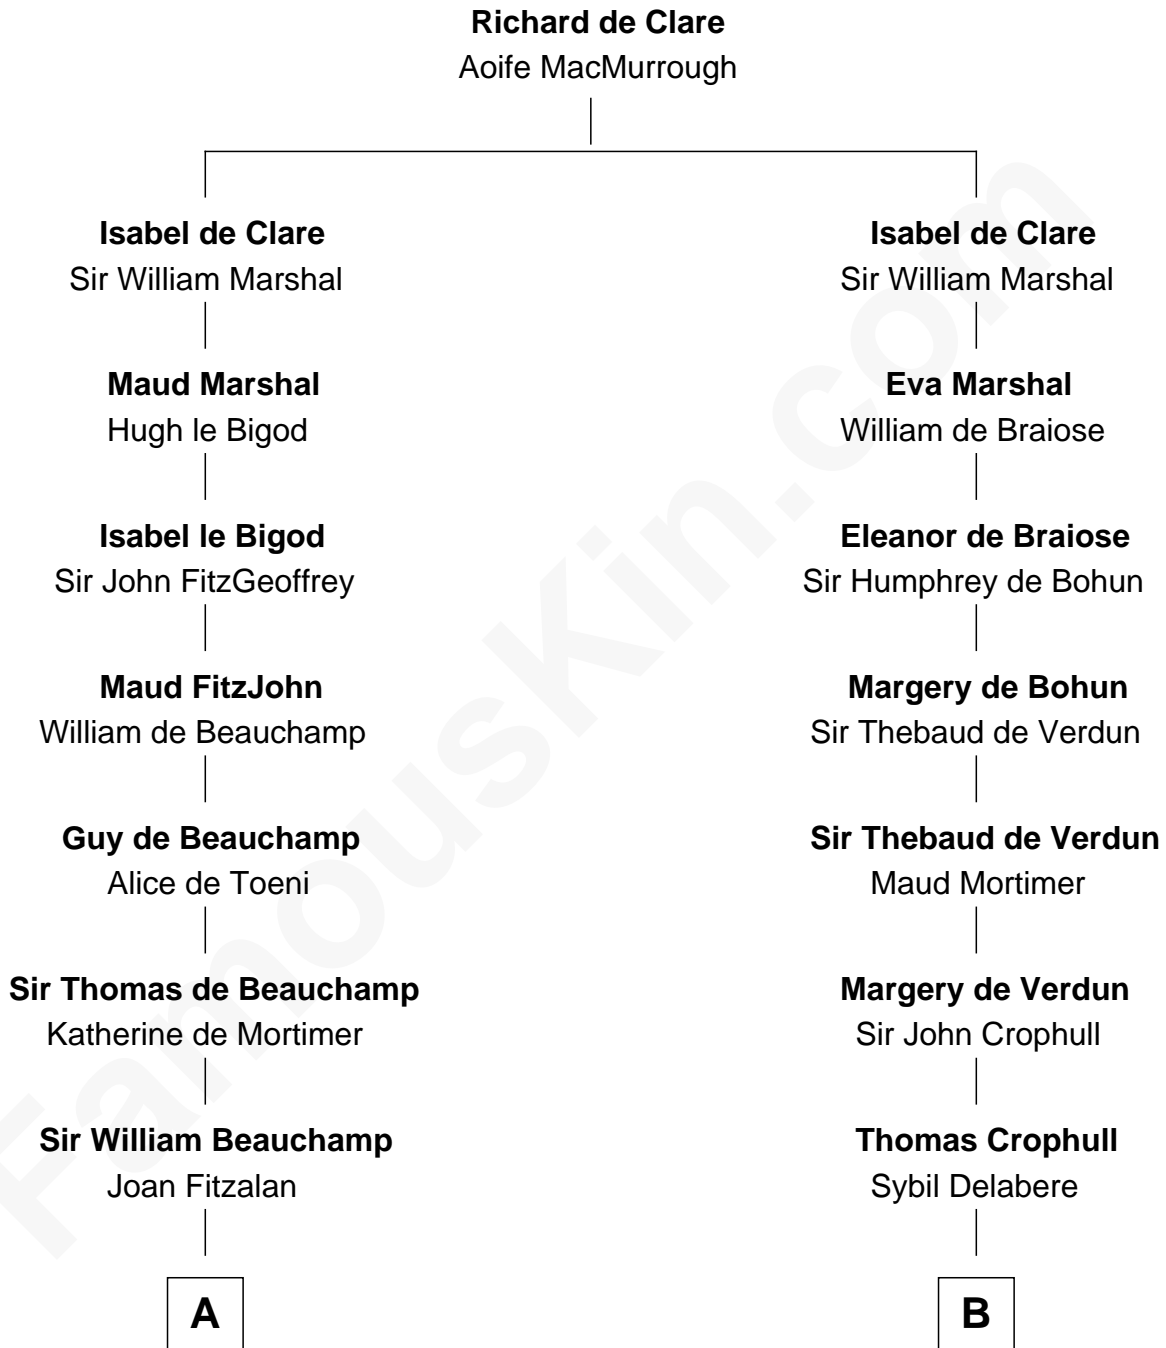 Richard de Clare
Aoife MacMurrough
Isabel de Clare
Sir William Marshal
Maud Marshal
Hugh le Bigod
Isabel le Bigod
Sir John FitzGeoffrey
Maud FitzJohn
William de Beauchamp
Guy de Beauchamp
Alice de Toeni
Sir Thomas de Beauchamp
Katherine de Mortimer
Sir William Beauchamp
Joan Fitzalan
A
Isabel de Clare
Sir William Marshal
Eva Marshal
William de Braiose
Eleanor de Braiose
Sir Humphrey de Bohun
Margery de Bohun
Sir Thebaud de Verdun
Sir Thebaud de Verdun
Maud Mortimer
Margery de Verdun
Sir John Crophull
Thomas Crophull
Sybil Delabere
B
FamousKin.com